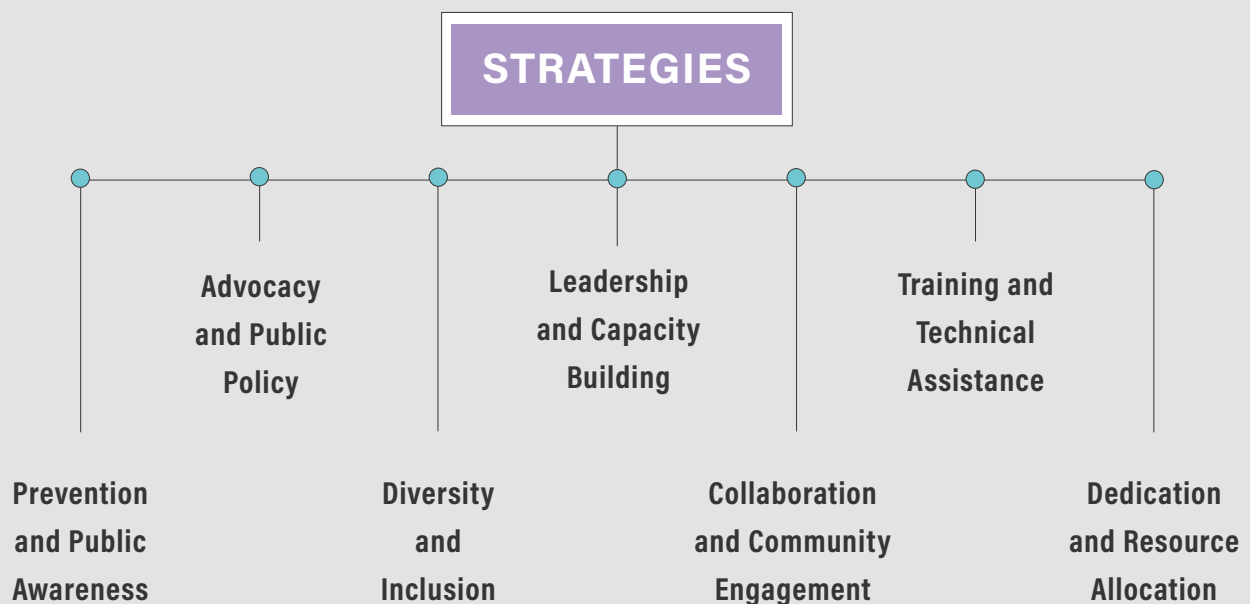 STRATEGIES
Advocacy
and Public
Policy
Leadership
and Capacity
Building
Training and
Technical
Assistance
Prevention
and Public
Awareness
Diversity
and
Inclusion
Collaboration
and Community
Engagement
Dedication
and Resource
Allocation